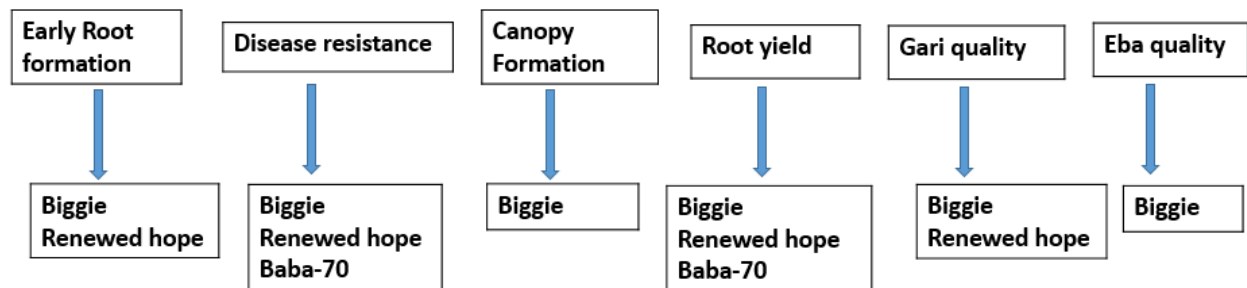 Early Root
formation
Disease resistance
Canopy
Formation
Root yield
Gari quality
Eba quality
Biggie
Renewed hope
Biggie
Renewed hope
Baba-70
Biggie
Biggie
Renewed hope
Baba-70
Biggie
Renewed hope
Biggie